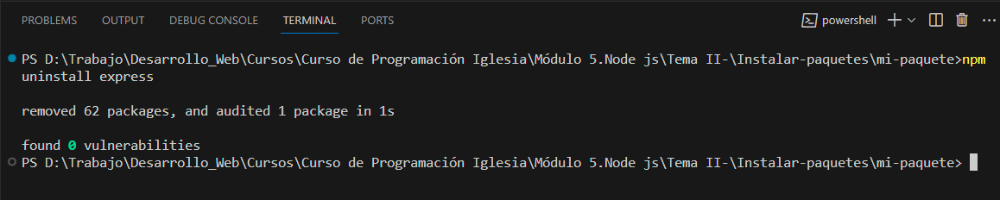 PROBLEMS OUTPUT DEBUG CONSOLE TERMINAL PORTS powershell
PS D:\Trabajo\Desarrollo_Web\Cursos\Curso de Programación Iglesia\Módulo 5.Node js\Tema II-\Instalar-paquetes\mi-paquete>npm
uninstall express
removed 62 packages, and audited 1 package in 1s
found 0 vulnerabilities
PS D:\Trabajo\Desarrollo_Web\Cursos\Curso de Programación Iglesia\Módulo 5.Node js\Tema II-\Instalar-paquetes\mi-paquete>